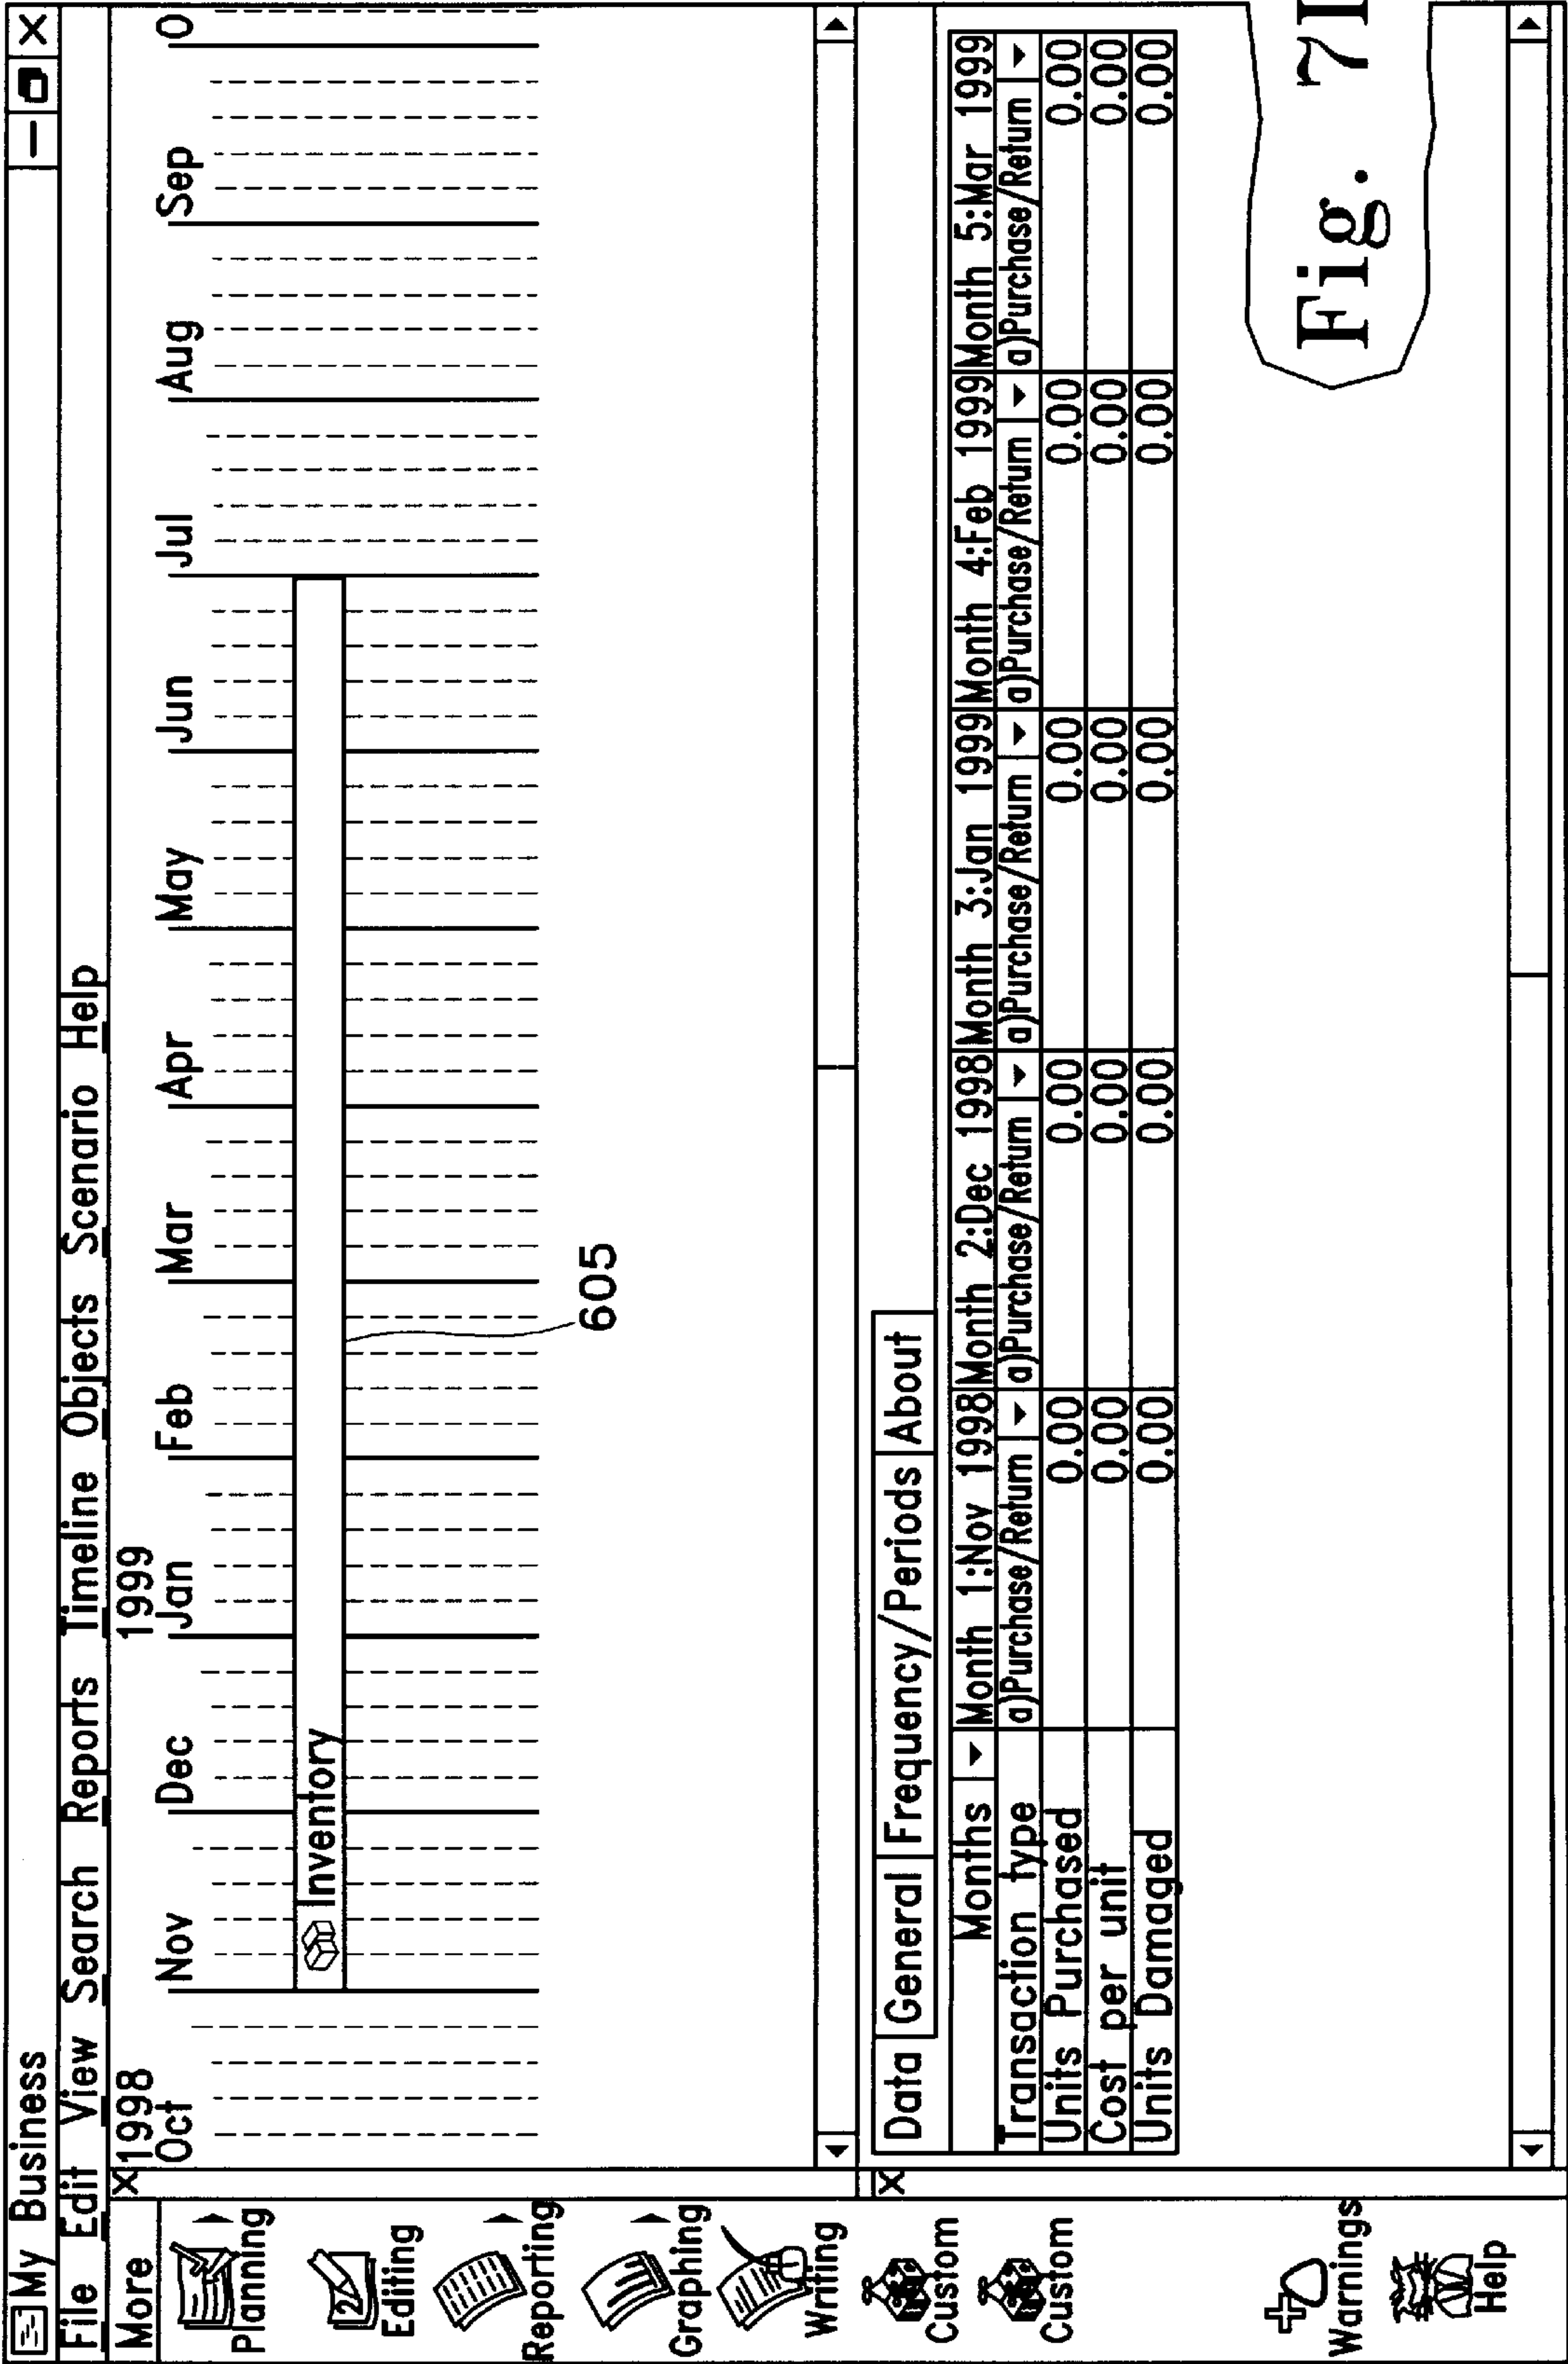 My Business
File Edit View Search Reports Timeline Objects Scenario Help
More
X
1998 1999
Oct Nov Dec Jan Feb Mar Apr May Jun Jul Aug Sep O
Inventory
605
Planning
Editing
Reporting
Graphing
Writing
Custom
Custom
Warnings
Help
X
Data General Frequency/Periods About
Months Month 1:Nov 1998 Month 2:Dec 1998 Month 3:Jan 1999 Month 4:Feb 1999 Month 5:Mar 1999
Transaction type a)Purchase/Return a)Purchase/Return a)Purchase/Return a)Purchase/Return a)Purchase/Return
Units Purchased 0.00 0.00 0.00 0.00 0.00
Cost per unit 0.00 0.00 0.00 0.00 0.00
Units Damaged 0.00 0.00 0.00 0.00 0.00
Fig. 7